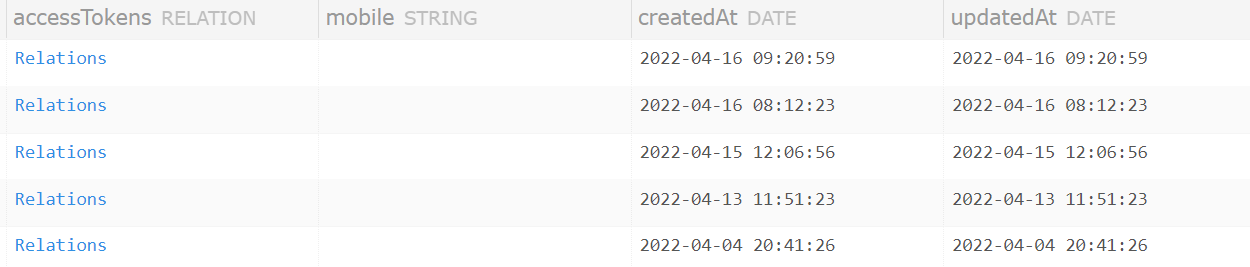 accessTokens RELATION mobile STRING createdAt DATE updatedAt DATE
Relations 2022-04-16 09:20:59 2022-04-16 09:20:59
Relations 2022-04-16 08:12:23 2022-04-16 08:12:23
Relations 2022-04-15 12:06:56 2022-04-15 12:06:56
Relations 2022-04-13 11:51:23 2022-04-13 11:51:23
Relations 2022-04-04 20:41:26 2022-04-04 20:41:26